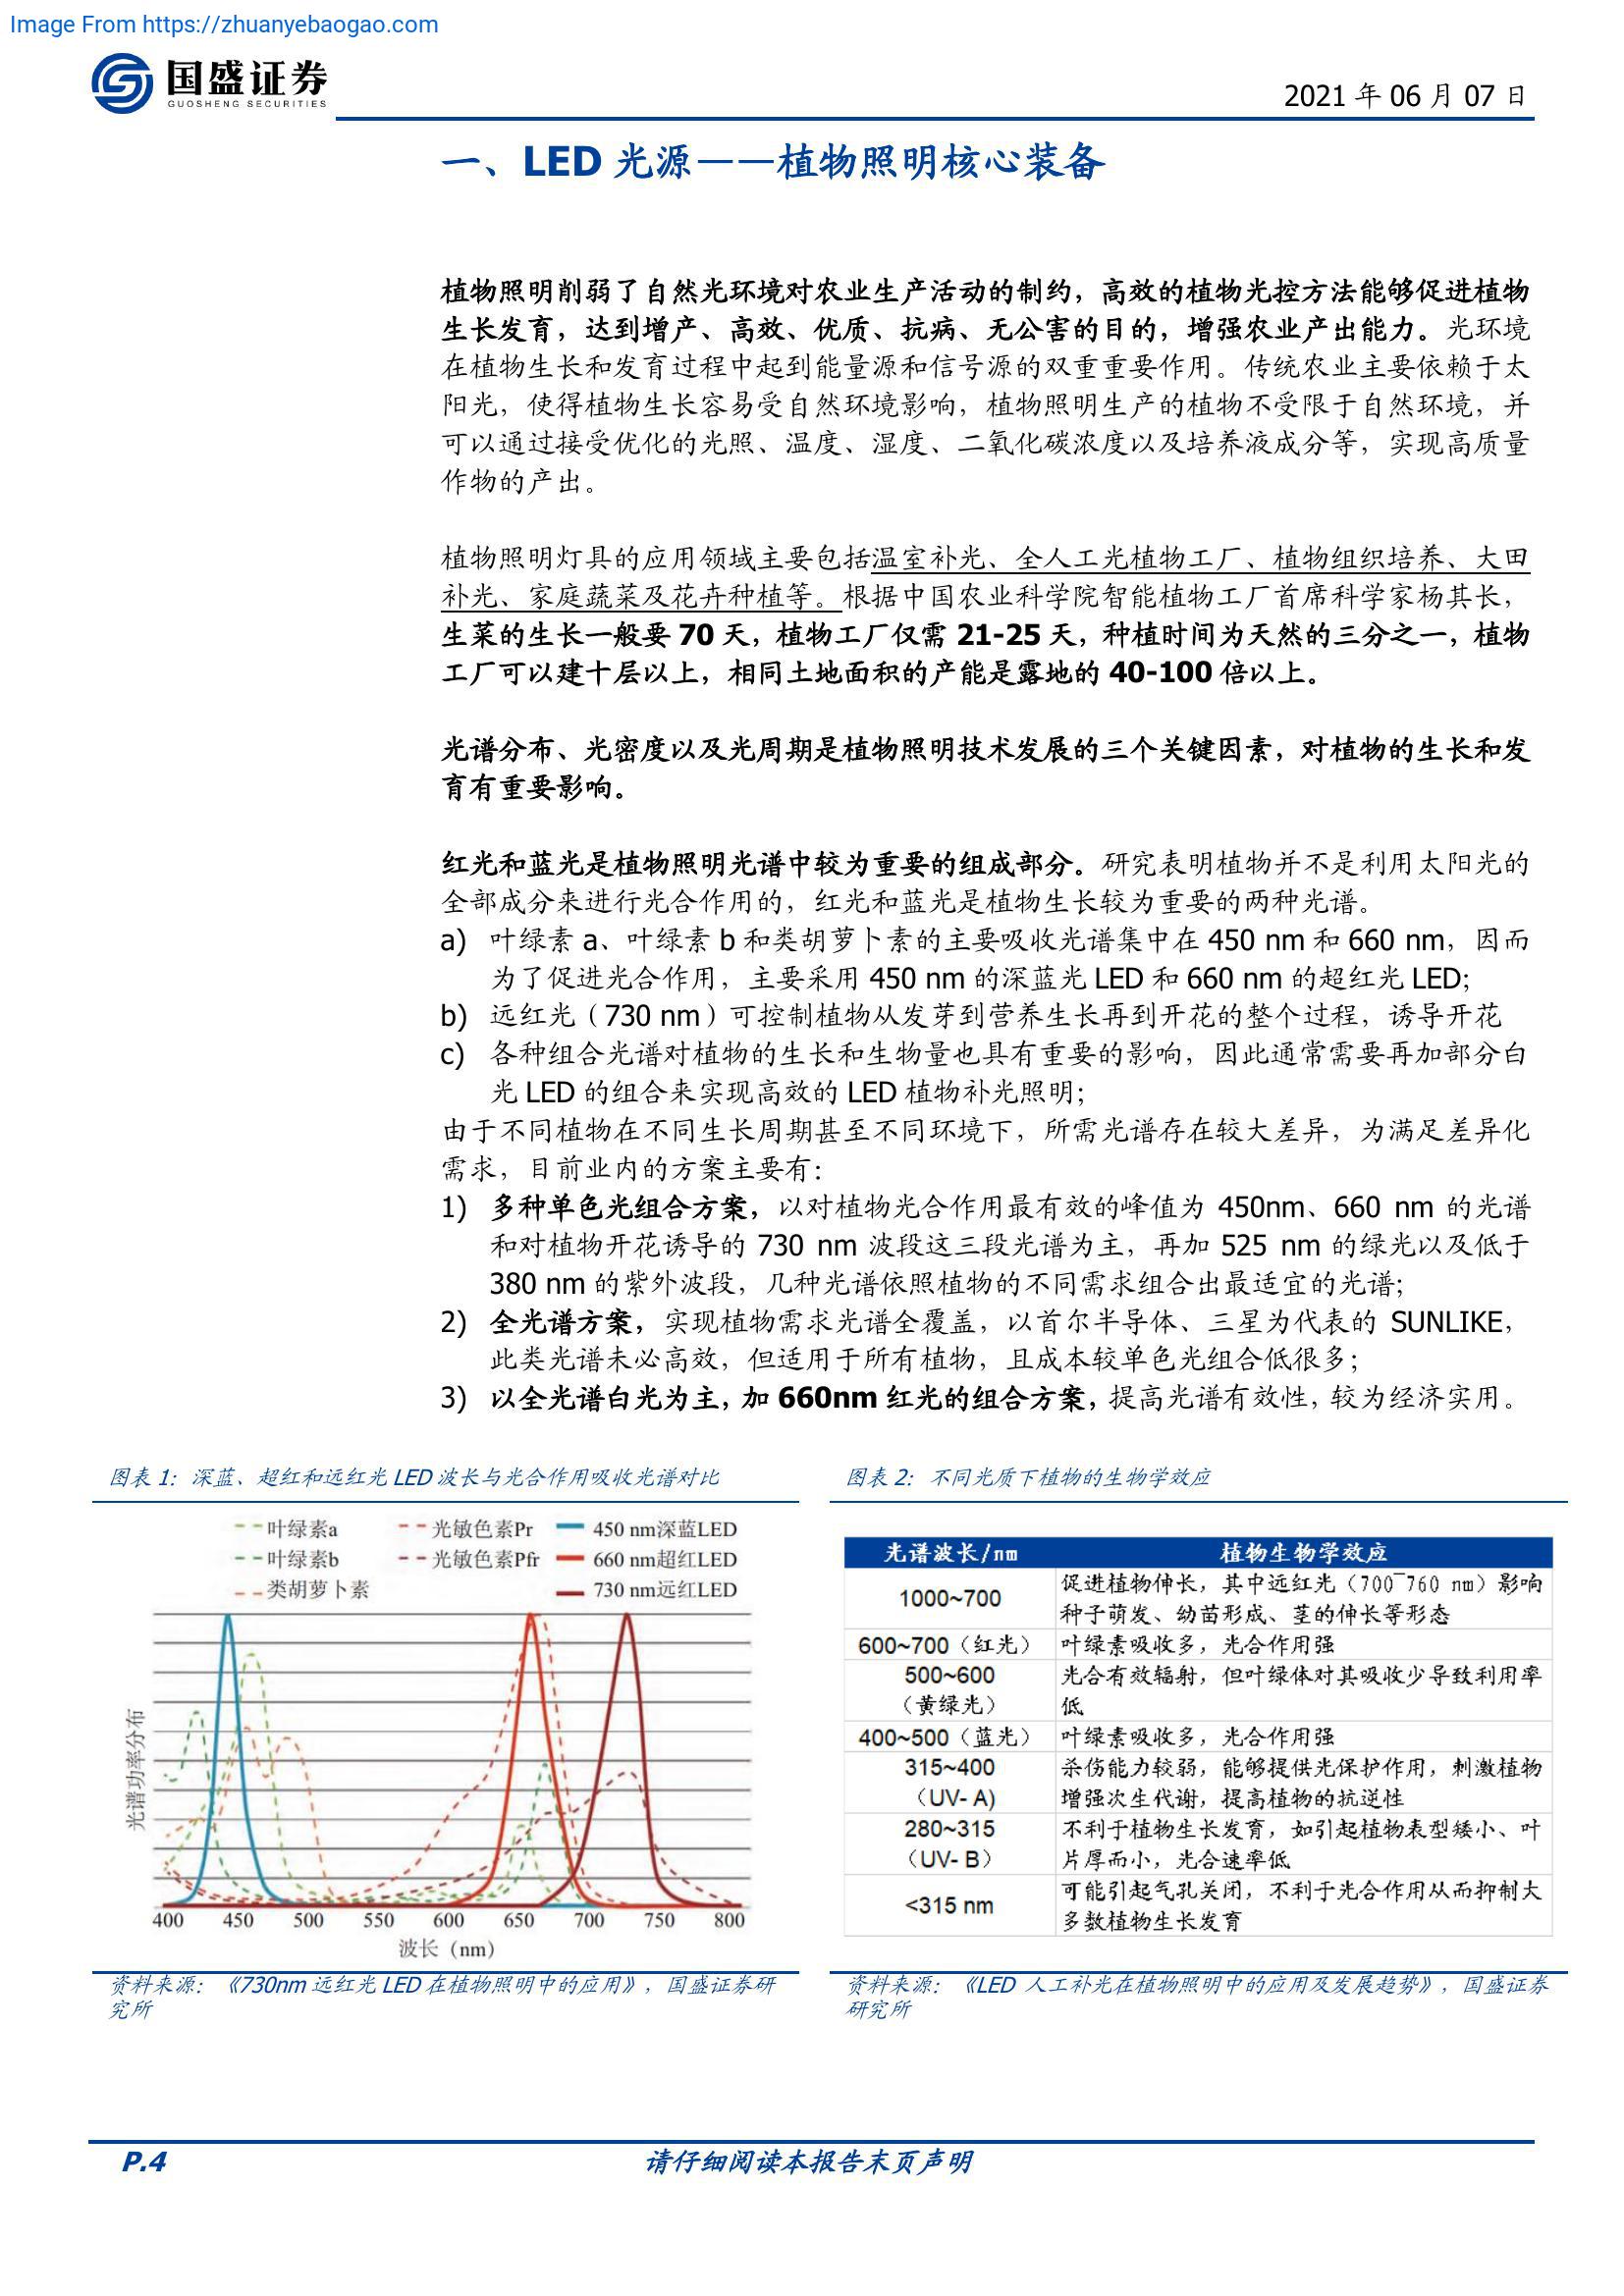 Image From https://zhuanyebaogao.com
国盛证券
GUOSHENG SECURITIES
2021 年 06 月 07 日
一、LED 光源——植物照明核心装备
植物照明削弱了自然光环境对农业生产活动的制约，高效的植物光控方法能够促进植物
生长发育，达到增产、高效、优质、抗病、无公害的目的，增强农业产出能力。光环境
在植物生长和发育过程中起到能量源和信号源的双重重要作用。传统农业主要依赖于太
阳光，使得植物生长容易受自然环境影响，植物照明生产的植物不受限于自然环境，并
可以通过接受优化的光照、温度、湿度、二氧化碳浓度以及培养液成分等，实现高质量
作物的产出。
植物照明灯具的应用领域主要包括温室补光、全人工光植物工厂、植物组织培养、大田
补光、家庭蔬菜及花卉种植等。根据中国农业科学院智能植物工厂首席科学家杨其长，
生菜的生长一般要 70 天，植物工厂仅需 21-25 天，种植时间为天然的三分之一，植物
工厂可以建十层以上，相同土地面积的产能是露地的 40-100 倍以上。
光谱分布、光密度以及光周期是植物照明技术发展的三个关键因素，对植物的生长和发
育有重要影响。
红光和蓝光是植物照明光谱中较为重要的组成部分。研究表明植物并不是利用太阳光的
全部成分来进行光合作用的，红光和蓝光是植物生长较为重要的两种光谱。
a) 叶绿素 a、叶绿素 b 和类胡萝卜素的主要吸收光谱集中在 450 nm 和 660 nm，因而
为了促进光合作用，主要采用 450 nm 的深蓝光 LED 和 660 nm 的超红光 LED；
b) 远红光（730 nm）可控制植物从发芽到营养生长再到开花的整个过程，诱导开花
c) 各种组合光谱对植物的生长和生物量也具有重要的影响，因此通常需要再加部分白
光 LED 的组合来实现高效的 LED 植物补光照明；
由于不同植物在不同生长周期甚至不同环境下，所需光谱存在较大差异，为满足差异化
需求，目前业内的方案主要有：
1) 多种单色光组合方案，以对植物光合作用最有效的峰值为 450nm、660 nm 的光谱
和对植物开花诱导的 730 nm 波段这三段光谱为主，再加 525 nm 的绿光以及低于
380 nm 的紫外波段，几种光谱依照植物的不同需求组合出最适宜的光谱；
2) 全光谱方案，实现植物需求光谱全覆盖，以首尔半导体、三星为代表的 SUNLIKE，
此类光谱未必高效，但适用于所有植物，且成本较单色光组合低很多；
3) 以全光谱白光为主，加 660nm 红光的组合方案，提高光谱有效性，较为经济实用。
图表 1：深蓝、超红和远红光 LED 波长与光合作用吸收光谱对比
叶绿素a 光敏色素Pr 450 nm深蓝LED
叶绿素b 光敏色素Pfr 660 nm超红LED
类胡萝卜素 730 nm远红LED
光谱功率分布
400 450 500 550 600 650 700 750 800
波长（nm）
资料来源：《730nm 远红光 LED 在植物照明中的应用》，国盛证券研
究所
图表 2：不同光质下植物的生物学效应
光谱波长/nm 植物生物学效应
1000~700 促进植物伸长，其中远红光（700~760 nm）影响
种子萌发、幼苗形成、茎的伸长等形态
600~700（红光） 叶绿素吸收多，光合作用强
500~600
（黄绿光） 光合有效辐射，但叶绿体对其吸收少导致利用率
低
400~500（蓝光） 叶绿素吸收多，光合作用强
315~400
（UV- A) 杀伤能力较弱，能够提供光保护作用，刺激植物
增强次生代谢，提高植物的抗逆性
280~315
（UV- B） 不利于植物生长发育，如引起植物表型矮小、叶
片厚而小，光合速率低
<315 nm 可能引起气孔关闭，不利于光合作用从而抑制大
多数植物生长发育
资料来源：《LED 人工补光在植物照明中的应用及发展趋势》，国盛证券
研究所
P.4 请仔细阅读本报告末页声明